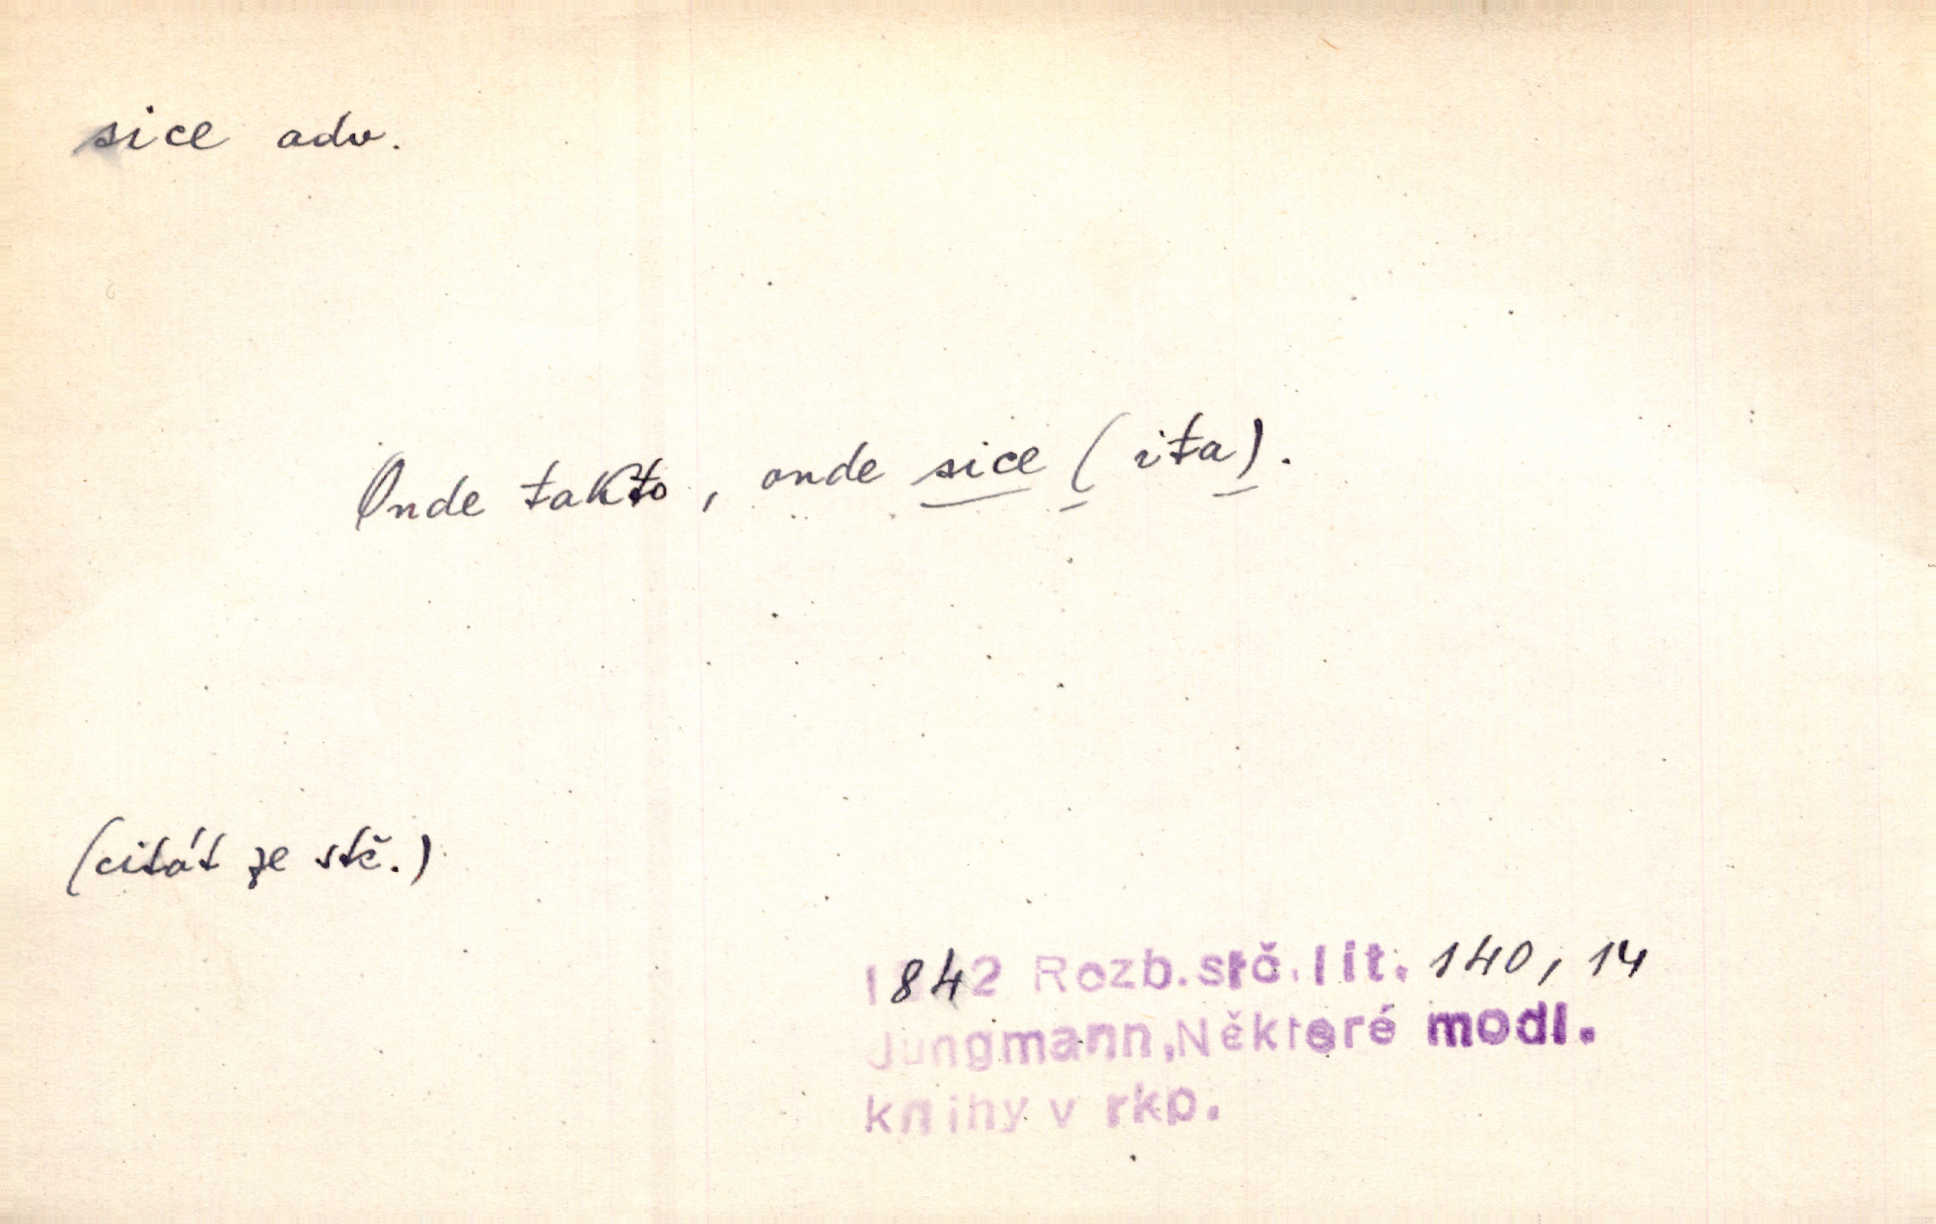 sice adv.
Onde takto, onde sice (ita).
(citát ze stč.)
1842 Rozb.stč.lit. 140, 14
Jungmann,Některé modl.
knihy v rkp.